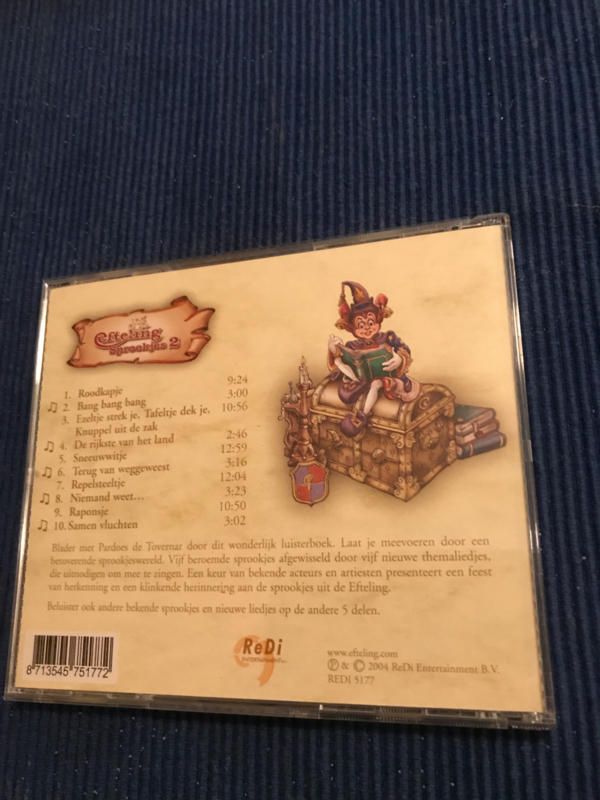 Efteling
Sprookjes 2
1. Roodkapje 9:24
♫ 2. Bang bang bang 3:00
3. Ezeltje strek je, Tafeltje dek je, 10:56
Knuppel uit de zak
♫ 4. De rijkste van het land 2:46
5. Sneeuwwitje 12:59
♫ 6. Terug van weggeweest 3:16
7. Repelsteeltje 12:04
♫ 8. Niemand weet... 3:23
9. Raponsje 10:50
♫ 10. Samen vluchten 3:02
Blader met Pardoes de Tovernar door dit wonderlijk luisterboek. Laat je meevoeren door een
betoverende sprookjeswereld. Vijf beroemde sprookjes afgewisseld door vijf nieuwe themaliedjes,
die uitnodigen om mee te zingen. Een keur van bekende acteurs en artiesten presenteert een feest
van herkenning en een klinkende herinnering aan de sprookjes uit de Efteling.
Beluister ook andere bekende sprookjes en nieuwe liedjes op de andere 5 delen.
8 713545 751772
ReDi
ENTERTAINMENT B.V.
www.efteling.com
℗ & © 2004 ReDi Entertainment B.V.
REDI 5177